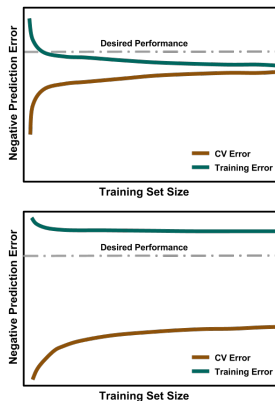 Negative Prediction Error
Desired Performance
CV Error
Training Error
Training Set Size
Negative Prediction Error
Desired Performance
CV Error
Training Error
Training Set Size